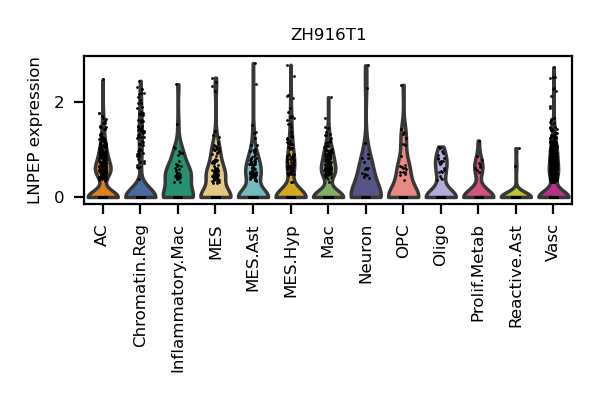 ZH916T1
LNPEP expression
2
0
AC
Chromatin.Reg
Inflammatory.Mac
MES
MES.Ast
MES.Hyp
Mac
Neuron
OPC
Oligo
Prolif.Metab
Reactive.Ast
Vasc